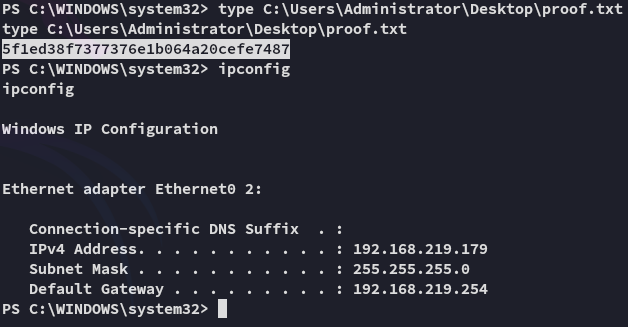 PS C:\WINDOWS\system32> type C:\Users\Administrator\Desktop\proof.txt
type C:\Users\Administrator\Desktop\proof.txt
5f1ed38f7377376e1b064a20cefe7487
PS C:\WINDOWS\system32> ipconfig
ipconfig
Windows IP Configuration
Ethernet adapter Ethernet0 2:
Connection-specific DNS Suffix  . :
IPv4 Address. . . . . . . . . . . : 192.168.219.179
Subnet Mask . . . . . . . . . . . : 255.255.255.0
Default Gateway . . . . . . . . . : 192.168.219.254
PS C:\WINDOWS\system32>